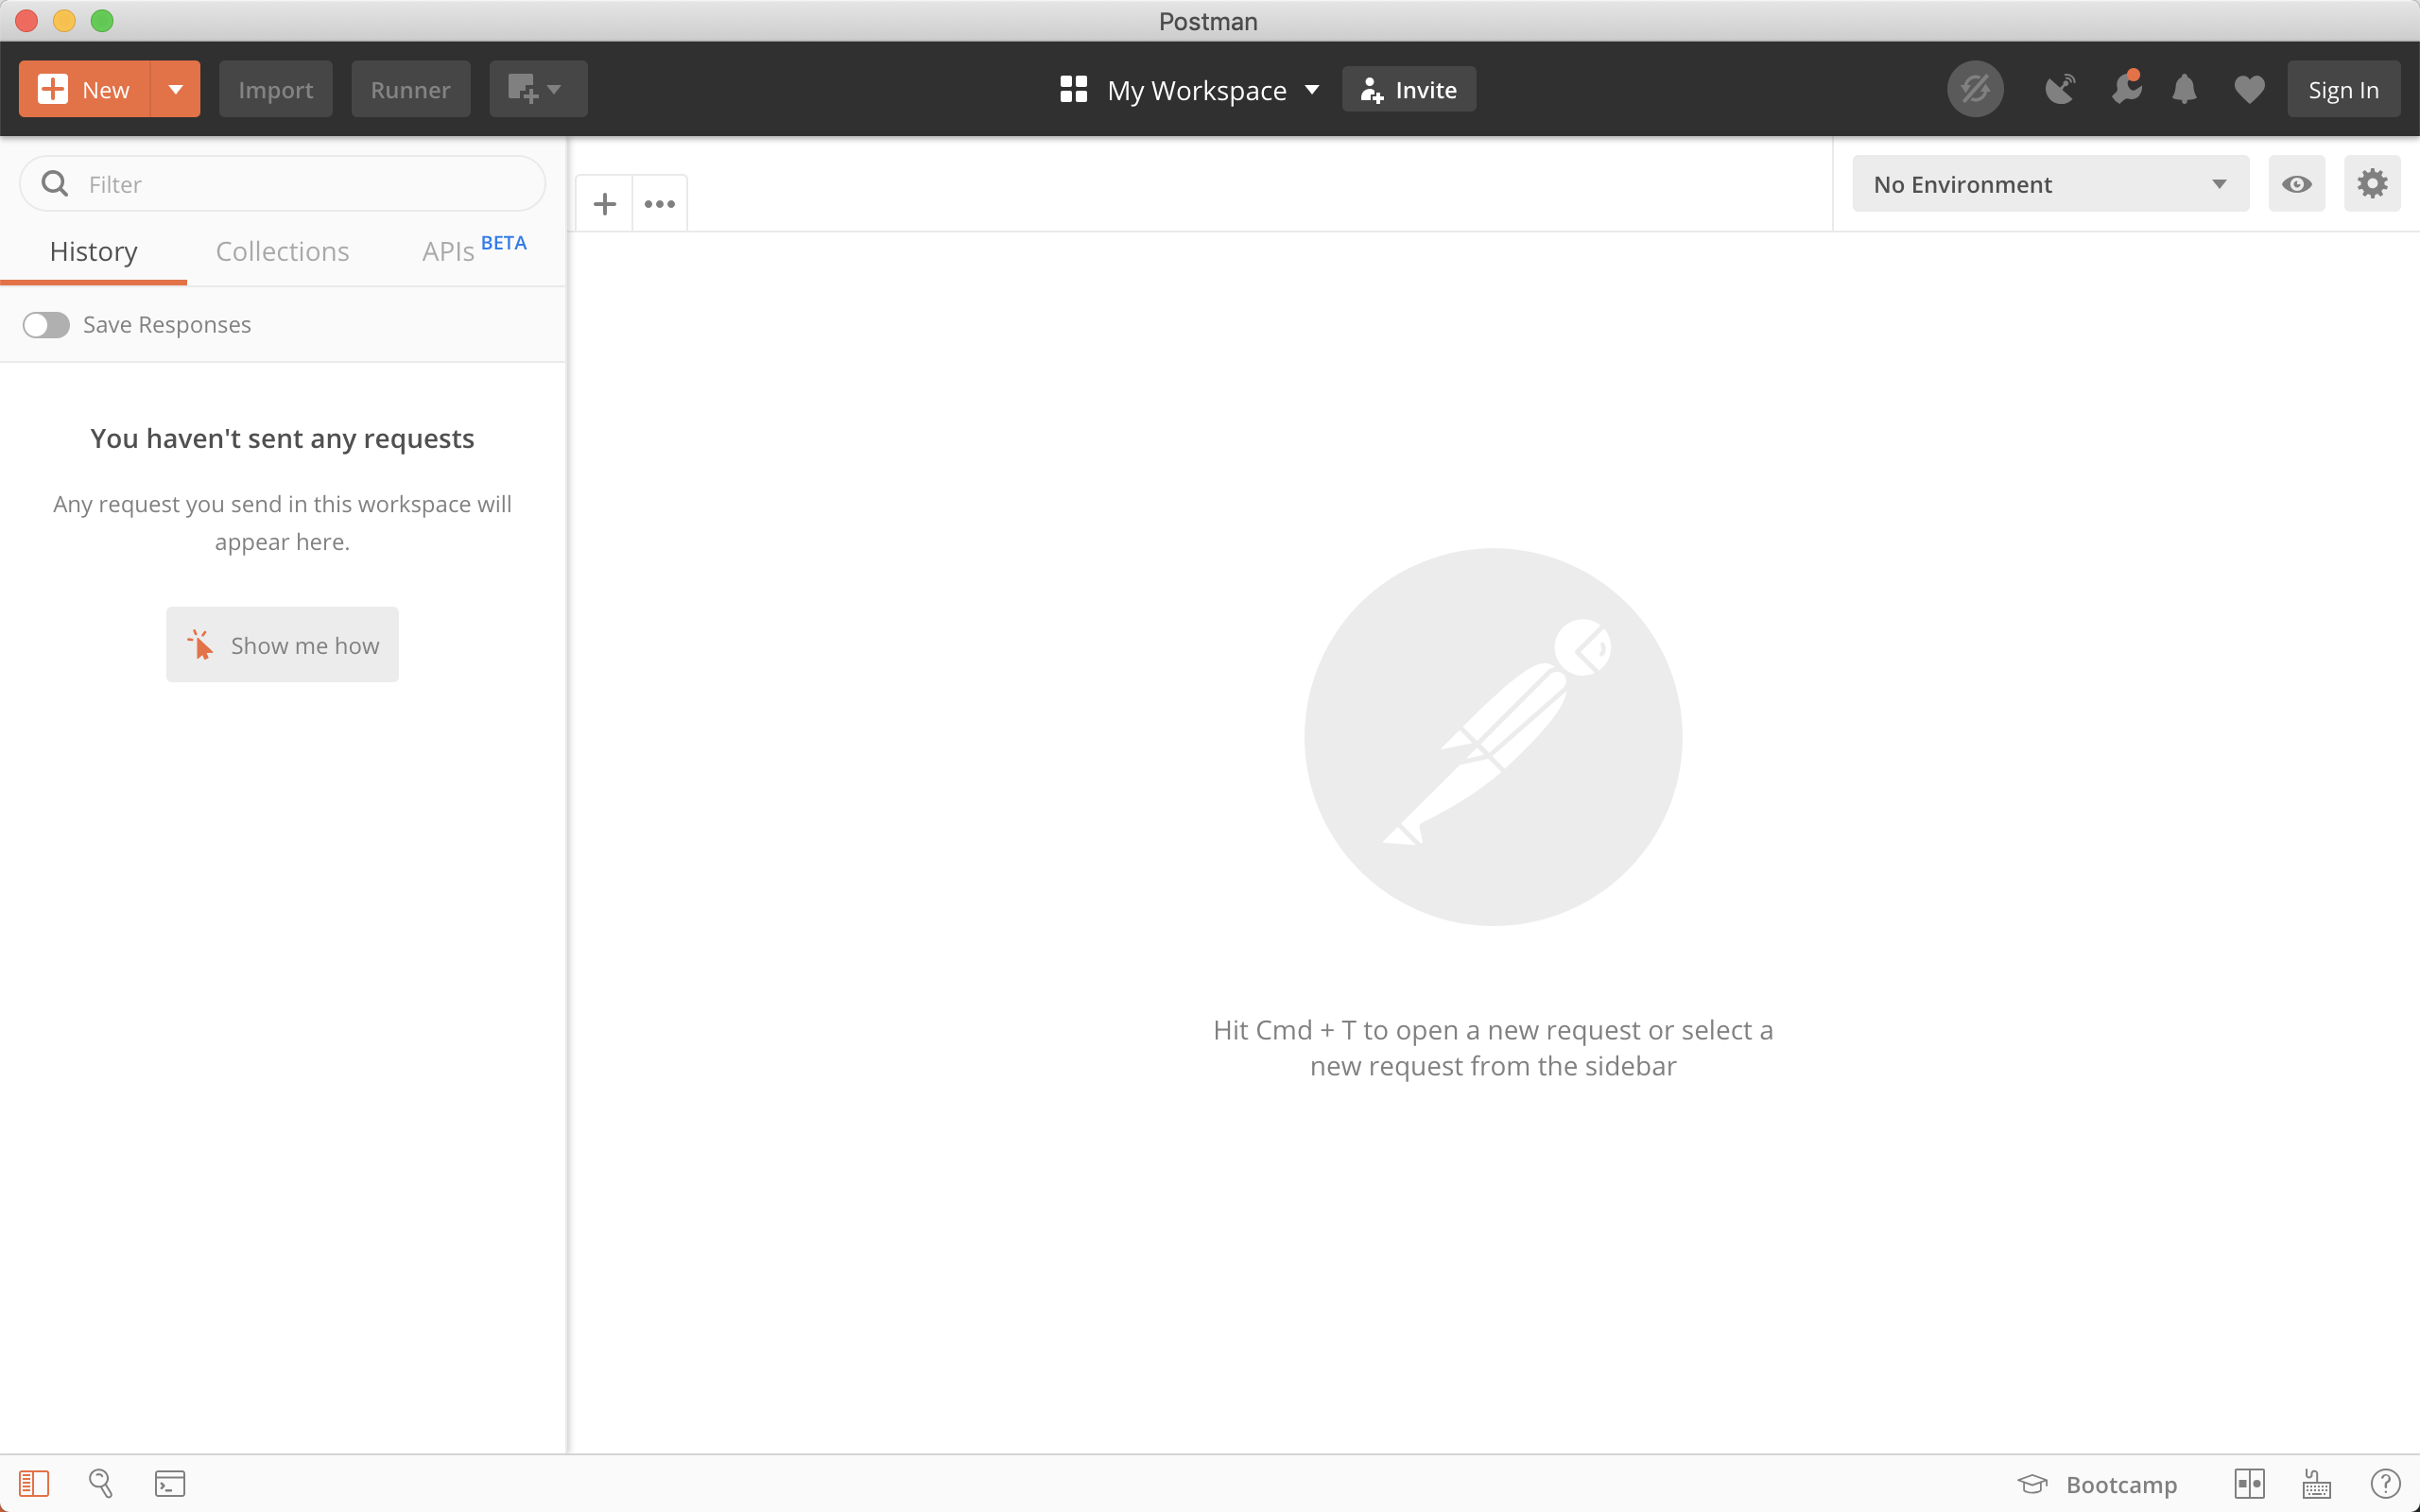 Postman
New
Import
Runner
My Workspace
Invite
Sign In
Filter
No Environment
History
Collections
APIs BETA
Save Responses
You haven't sent any requests
Any request you send in this workspace will
appear here.
Show me how
Hit Cmd + T to open a new request or select a
new request from the sidebar
Bootcamp